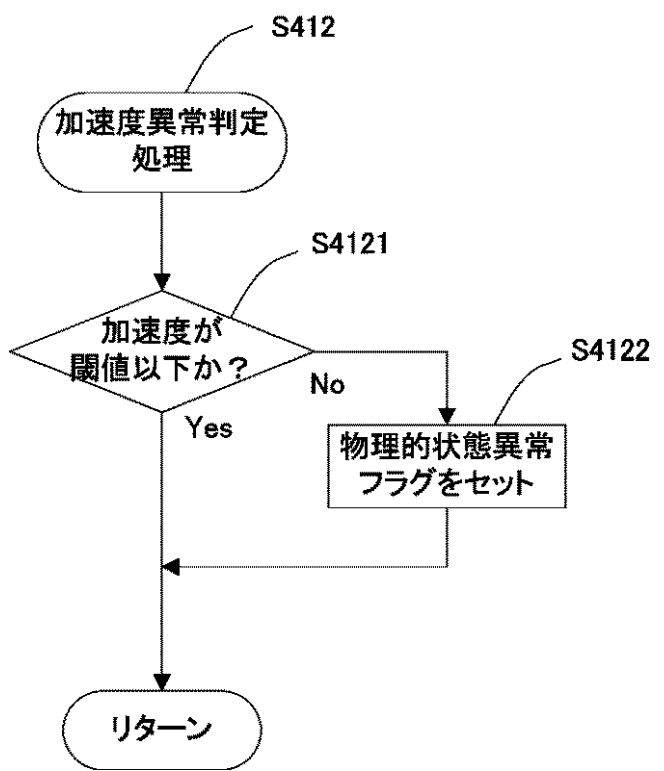 S412
加速度異常判定
処理
S4121
加速度が
閾値以下か？
No
Yes
S4122
物理的状態異常
フラグをセット
リターン